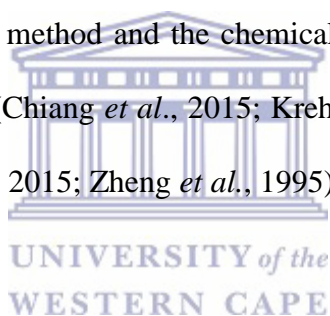 method and the chemical
Chiang et al., 2015; Kreh
2015; Zheng et al., 1995)
UNIVERSITY of the
WESTERN CAPE